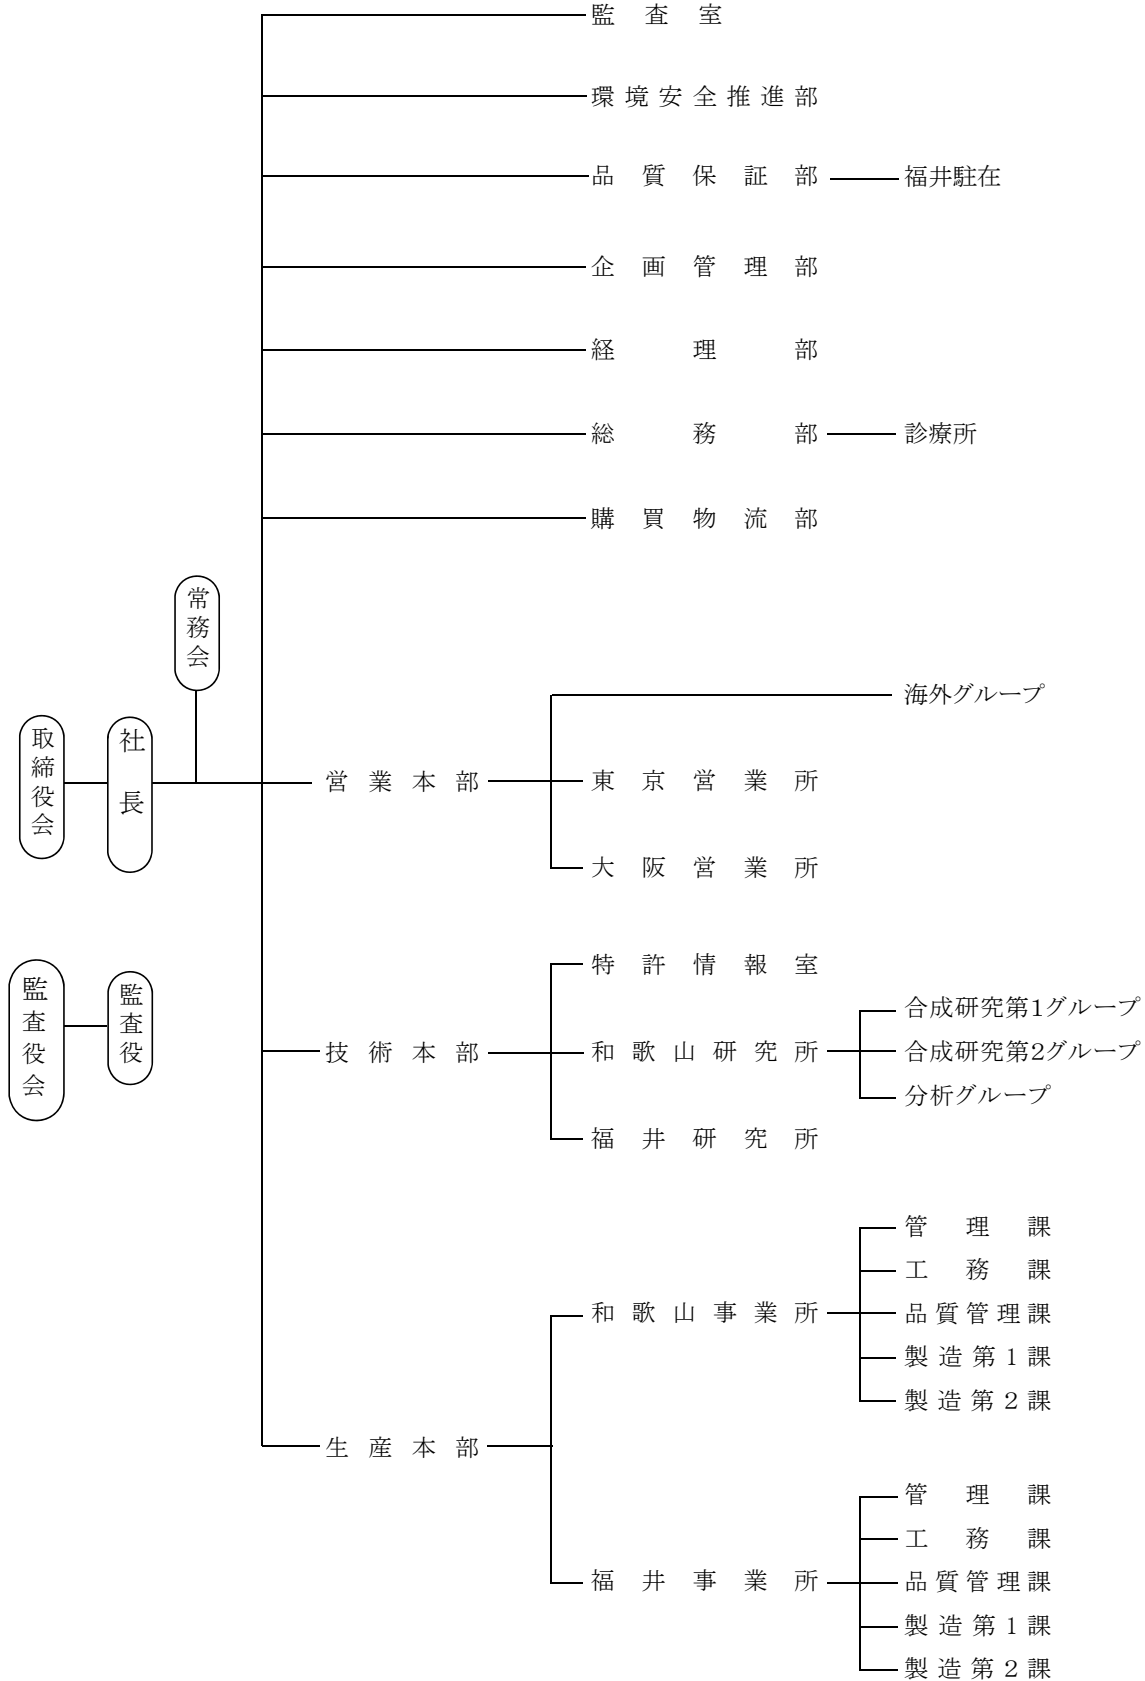 監査室
環境安全推進部
品質保証部
福井駐在
企画管理部
経理部
総務部
診療所
購買物流部
常務会
取締役会
社長
営業本部
海外グループ
東京営業所
大阪営業所
監査役会
監査役
技術本部
特許情報室
和歌山研究所
合成研究第1グループ
合成研究第2グループ
分析グループ
福井研究所
生産本部
和歌山事業所
管理課
工務課
品質管理課
製造第1課
製造第2課
福井事業所
管理課
工務課
品質管理課
製造第1課
製造第2課